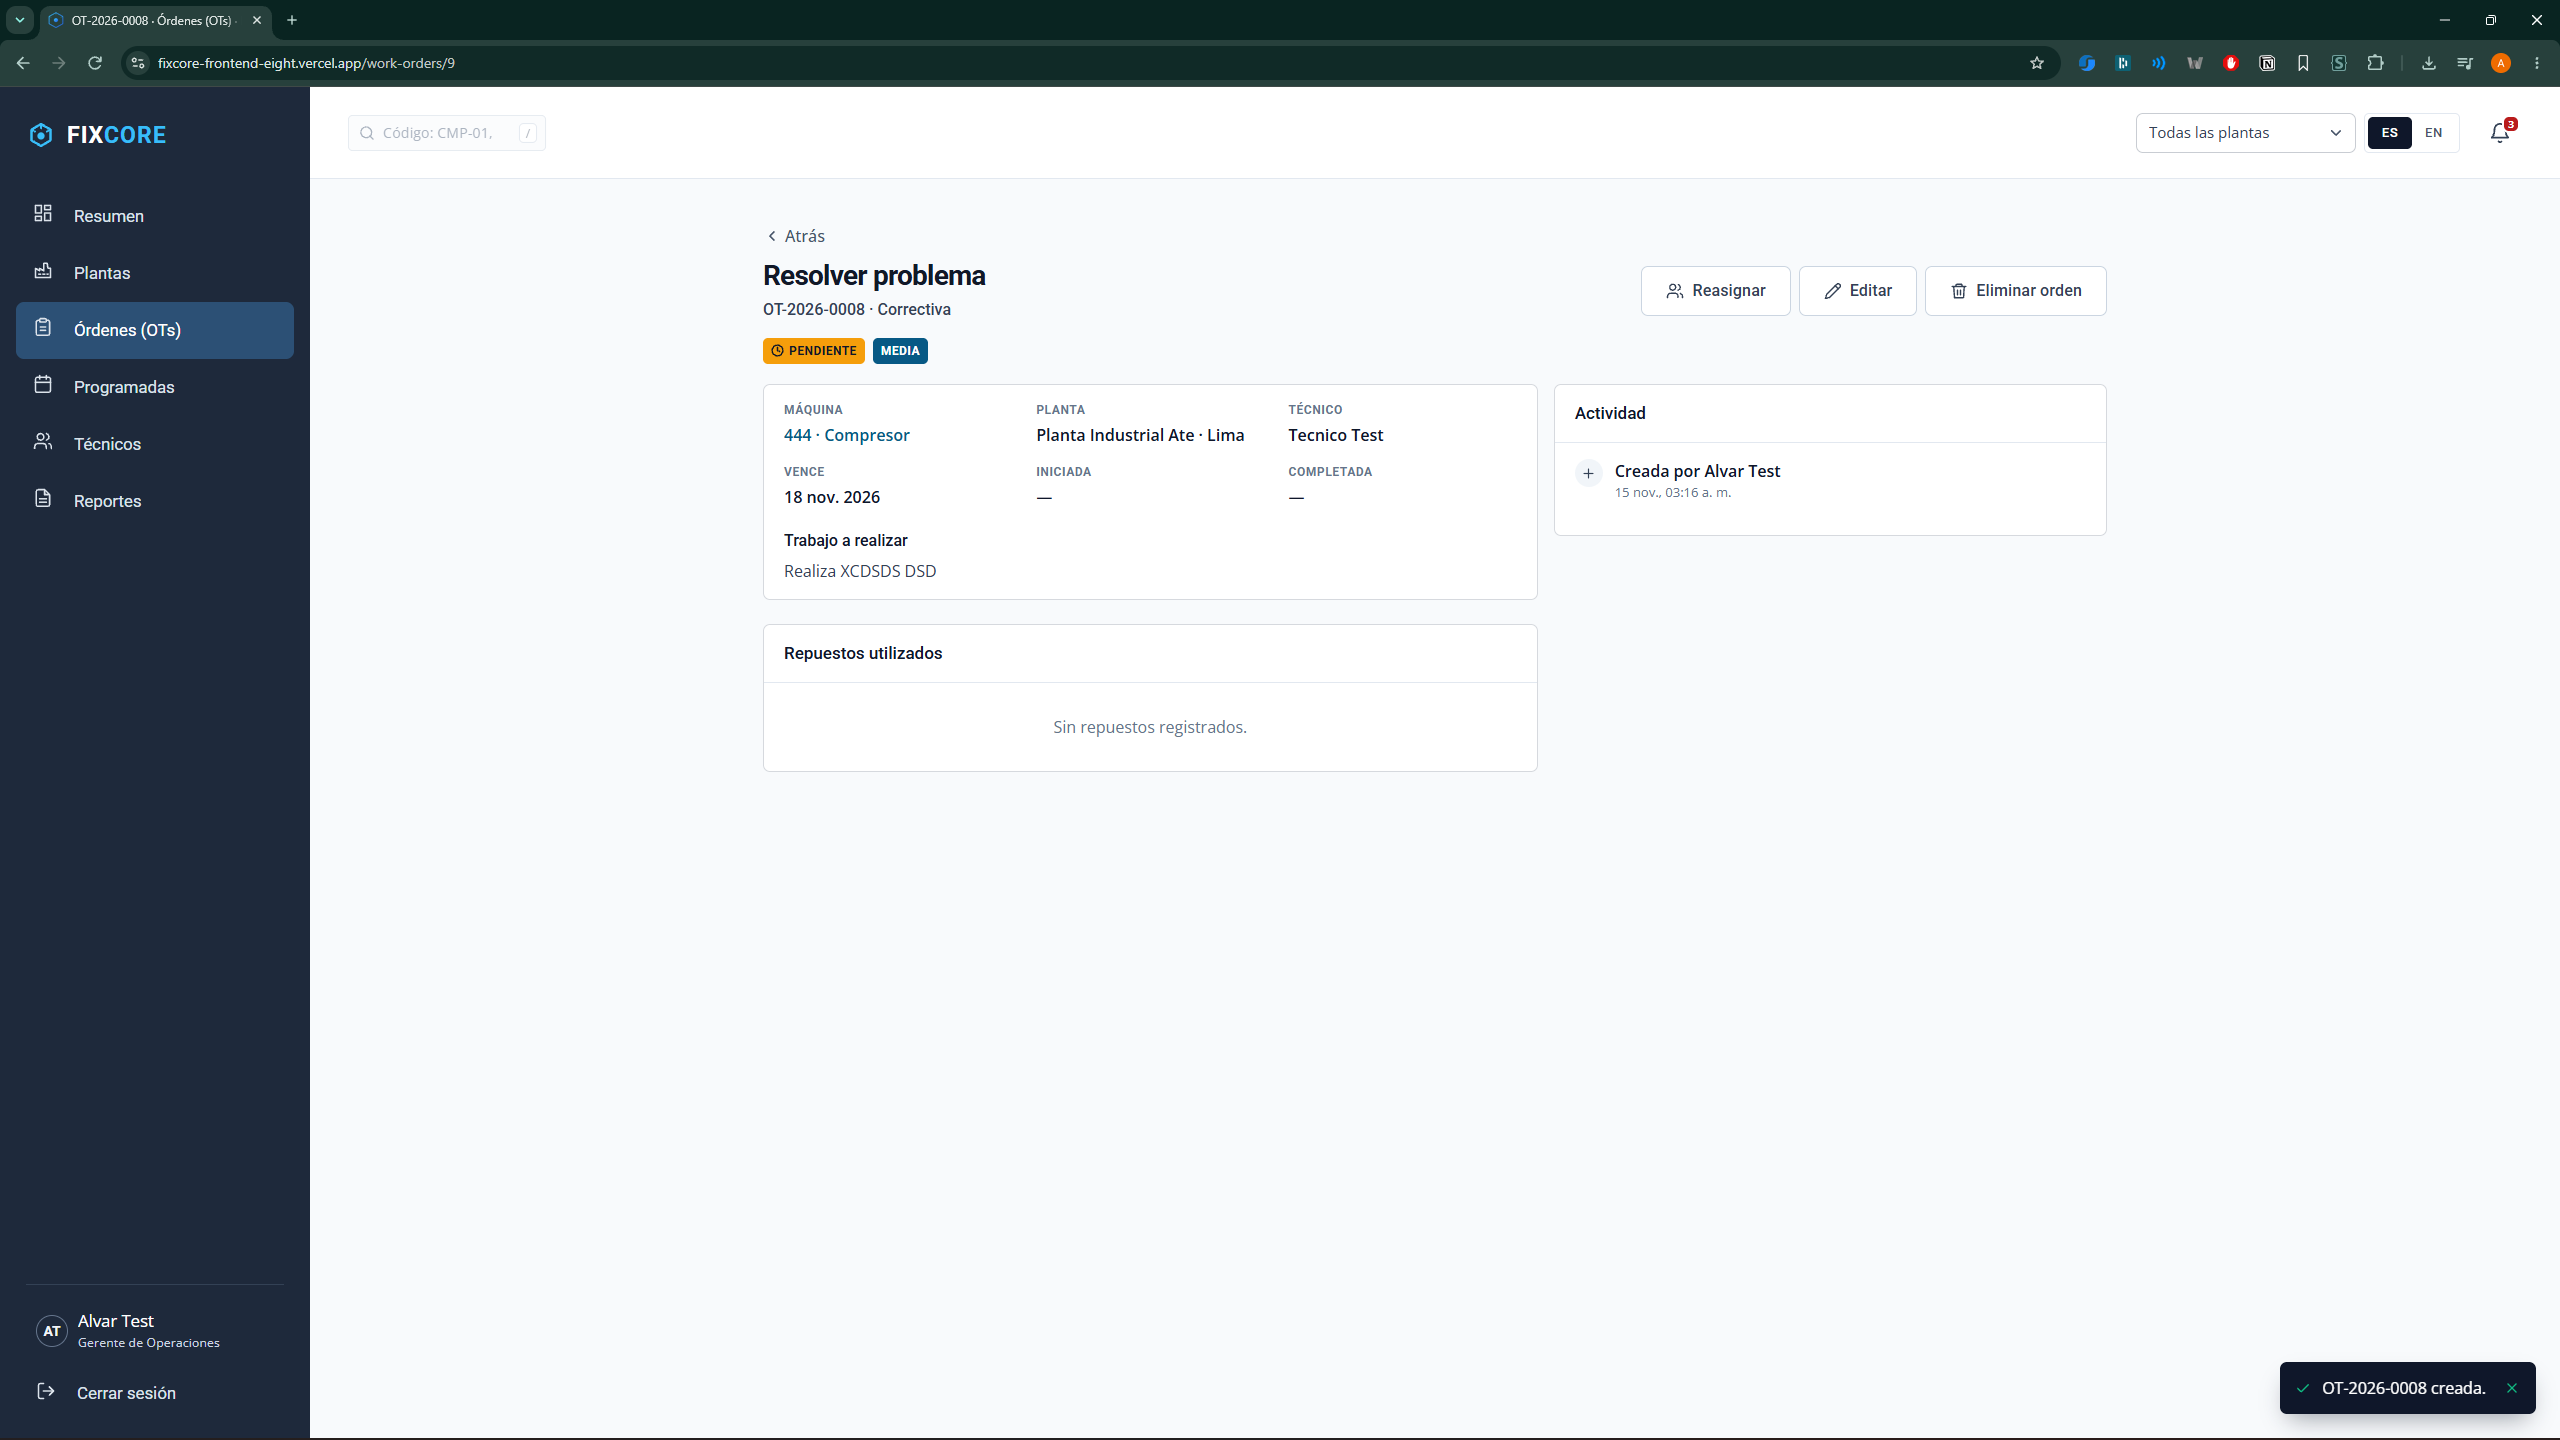 OT-2026-0008 · Órdenes (OTs) ·
fixcore-frontend-eight.vercel.app/work-orders/9
A
FIXCORE
Código: CMP-01,
/
Todas las plantas
ES
EN
3
Resumen
Plantas
Órdenes (OTs)
Programadas
Técnicos
Reportes
Atrás
Resolver problema
OT-2026-0008 · Correctiva
Reasignar
Editar
Eliminar orden
PENDIENTE
MEDIA
MÁQUINA
444 · Compresor
PLANTA
Planta Industrial Ate · Lima
TÉCNICO
Tecnico Test
VENCE
18 nov. 2026
INICIADA
—
COMPLETADA
—
Trabajo a realizar
Realiza XCDSDS DSD
Actividad
Creada por Alvar Test
15 nov., 03:16 a. m.
Repuestos utilizados
Sin repuestos registrados.
AT
Alvar Test
Gerente de Operaciones
Cerrar sesión
OT-2026-0008 creada.